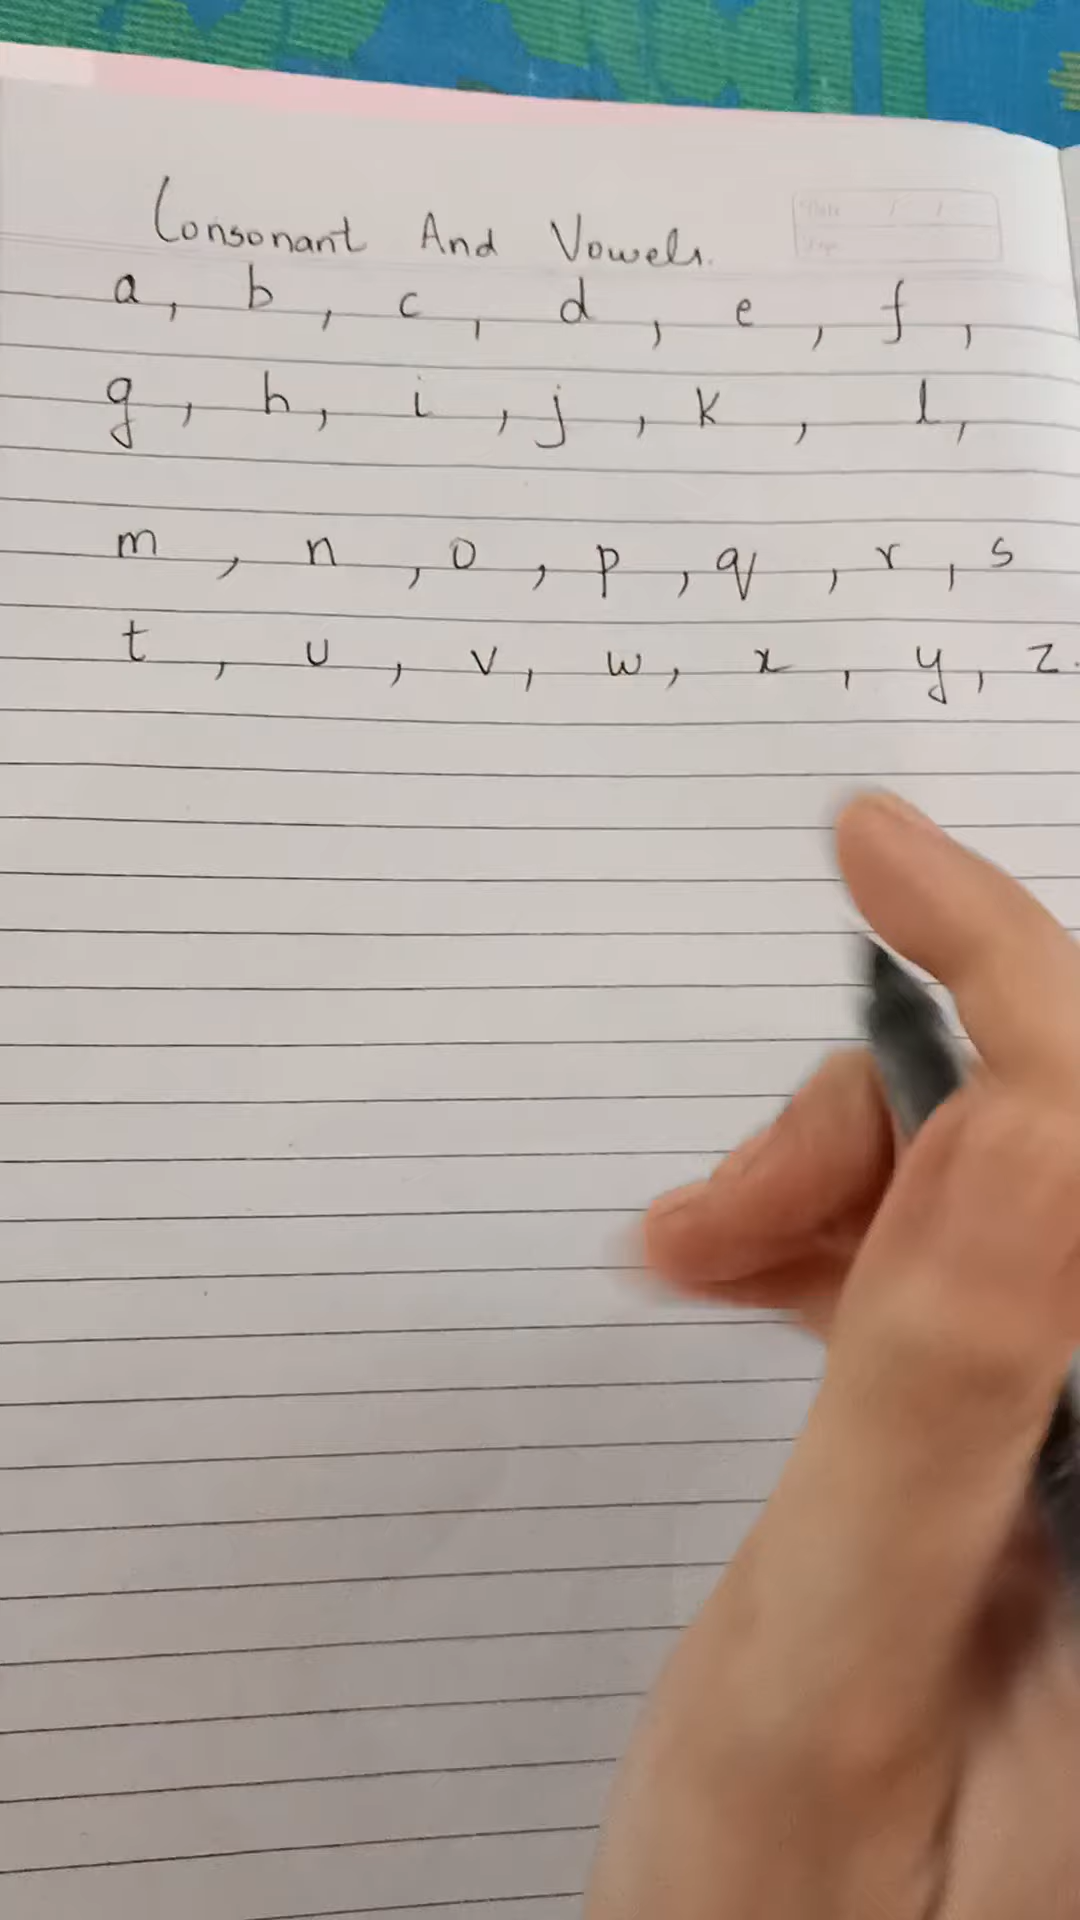 Consonant And Vowels.
a, b, c, d, e, f,
g, h, i, j, k, l,
m, n, o, p, q, r, s
t, u, v, w, x, y, z.